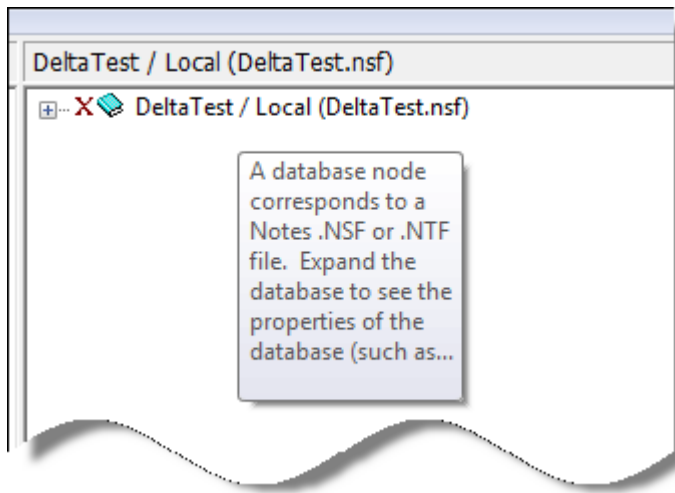 DeltaTest / Local (DeltaTest.nsf)
X DeltaTest / Local (DeltaTest.nsf)
A database node
corresponds to a
Notes .NSF or .NTF
file.  Expand the
database to see the
properties of the
database (such as...